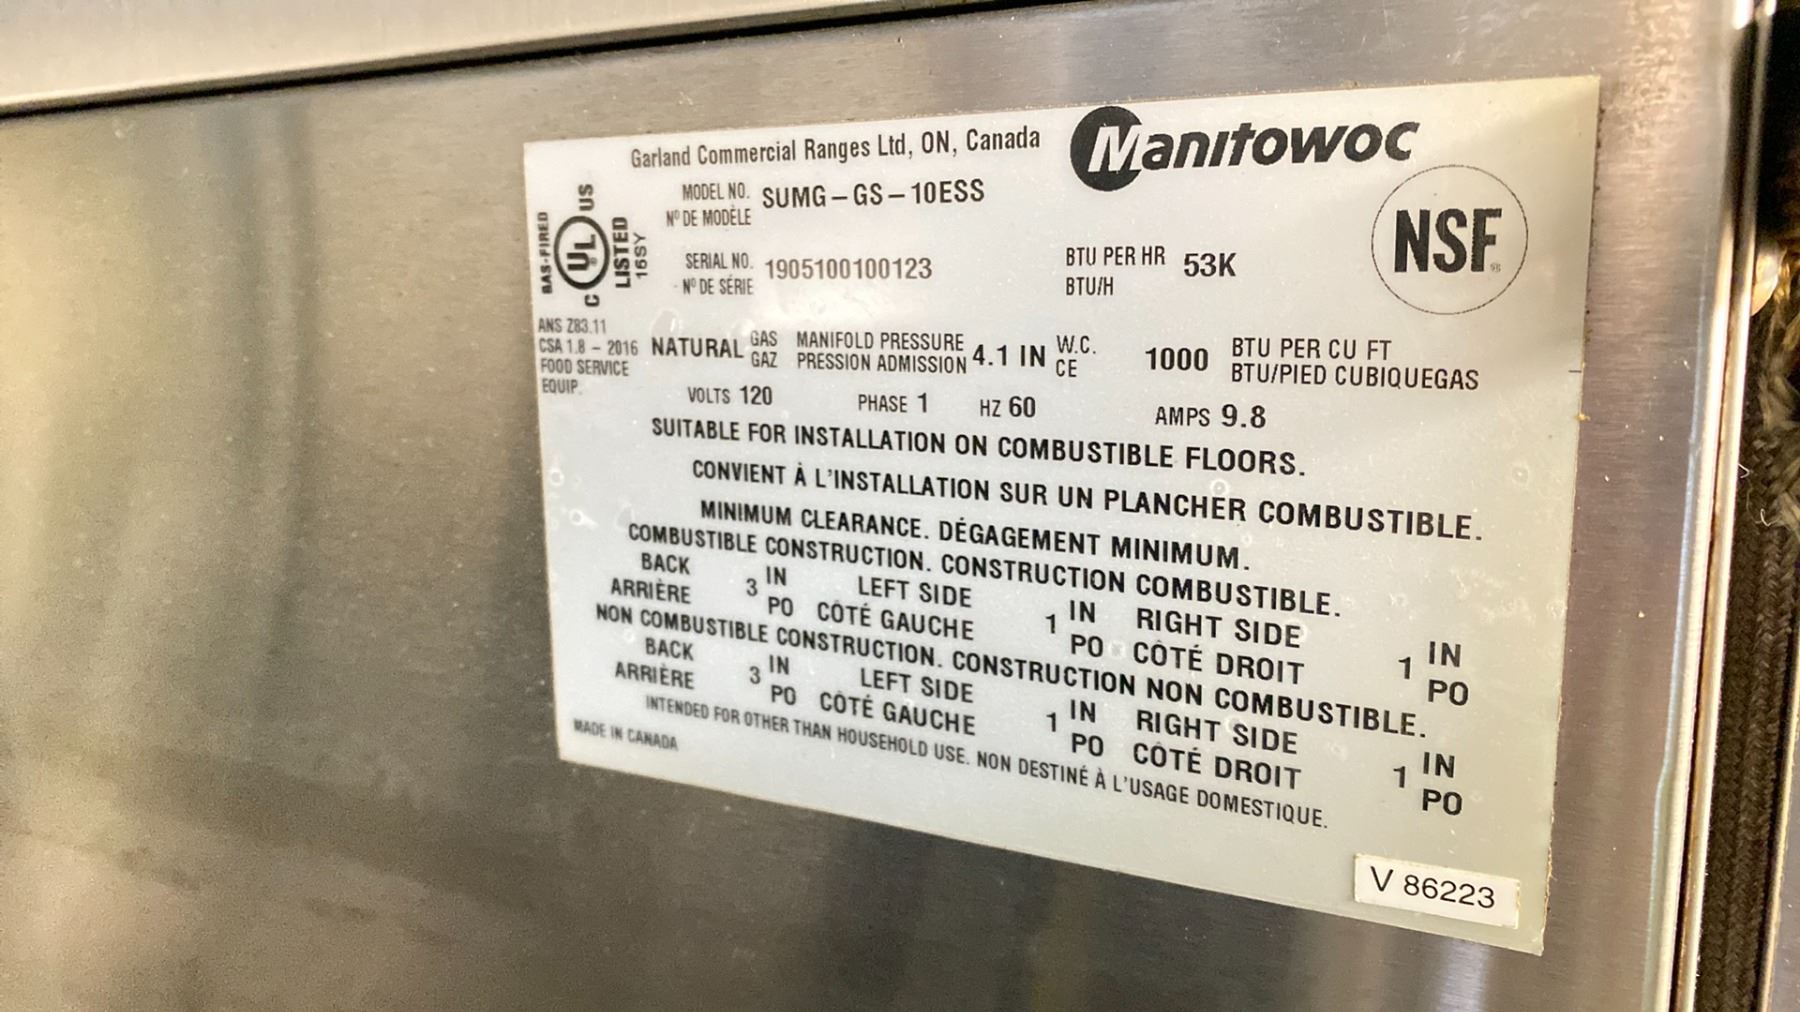 Garland Commercial Ranges Ltd, ON, Canada
Manitowoc
MODEL NO. SUMG-GS-10ESS
Nº DE MODÈLE
NSF
GAS-FIRED
C UL US
LISTED
16SY
SERIAL NO. 1905100100123
Nº DE SÉRIE
BTU PER HR 53K
BTU/H
ANS Z83.11
CSA 1.8 - 2016
FOOD SERVICE
EQUIP.
NATURAL GAS MANIFOLD PRESSURE 4.1 IN W.C. 1000 BTU PER CU FT
GAZ PRESSION ADMISSION CE BTU/PIED CUBIQUEGAS
VOLTS 120 PHASE 1 HZ 60 AMPS 9.8
SUITABLE FOR INSTALLATION ON COMBUSTIBLE FLOORS.
CONVIENT À L'INSTALLATION SUR UN PLANCHER COMBUSTIBLE.
MINIMUM CLEARANCE. DÉGAGEMENT MINIMUM.
COMBUSTIBLE CONSTRUCTION. CONSTRUCTION COMBUSTIBLE.
BACK 3 IN LEFT SIDE 1 IN RIGHT SIDE 1 IN
ARRIÈRE PO CÔTÉ GAUCHE PO CÔTÉ DROIT PO
NON COMBUSTIBLE CONSTRUCTION. CONSTRUCTION NON COMBUSTIBLE.
BACK 3 IN LEFT SIDE 1 IN RIGHT SIDE 1 IN
ARRIÈRE PO CÔTÉ GAUCHE PO CÔTÉ DROIT PO
INTENDED FOR OTHER THAN HOUSEHOLD USE. NON DESTINÉ À L'USAGE DOMESTIQUE.
MADE IN CANADA
V 86223